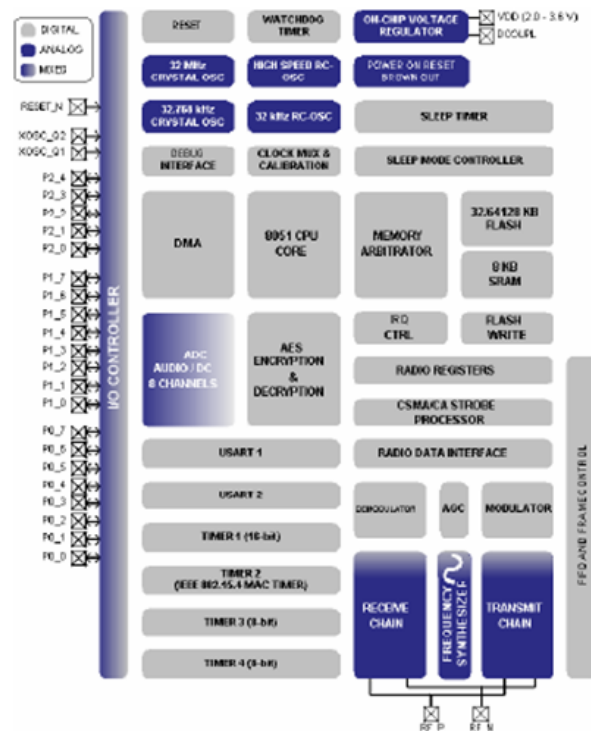 DIGITAL
ANALOG
MIXED
RESET
WATCHDOG
TIMER
ON-CHIP VOLTAGE
REGULATOR
VDD (2.0 - 3.6 V)
DCOUPL
32 MHz
CRYSTAL OSC
HIGH SPEED RC-
OSC
POWER ON RESET
BROWN OUT
RESET_N
XOSC_Q2
XOSC_Q1
32.768 kHz
CRYSTAL OSC
32 kHz RC-OSC
SLEEP TIMER
DEBUG
INTERFACE
CLOCK MUX &
CALIBRATION
SLEEP MODE CONTROLLER
P2_4
P2_3
P2_2
P2_1
P2_0
P1_7
P1_6
P1_5
P1_4
P1_3
P1_2
P1_1
P1_0
P0_7
P0_6
P0_5
P0_4
P0_3
P0_2
P0_1
P0_0
I/O CONTROLLER
DMA
8051 CPU
CORE
MEMORY
ARBITRATOR
32/64/128 KB
FLASH
8 KB
SRAM
IRQ
CTRL
FLASH
WRITE
ADC
AUDIO / DC
8 CHANNELS
AES
ENCRYPTION
&
DECRYPTION
RADIO REGISTERS
CSMA/CA STROBE
PROCESSOR
USART 1
RADIO DATA INTERFACE
USART 2
DEMODULATOR
AGC
MODULATOR
TIMER 1 (16-bit)
TIMER 2
(IEEE 802.15.4 MAC TIMER)
TIMER 3 (8-bit)
TIMER 4 (8-bit)
RECEIVE
CHAIN
FREQUENCY
SYNTHESIZER
TRANSMIT
CHAIN
FIFO AND FRAME CONTROL
RF_P
RF_N